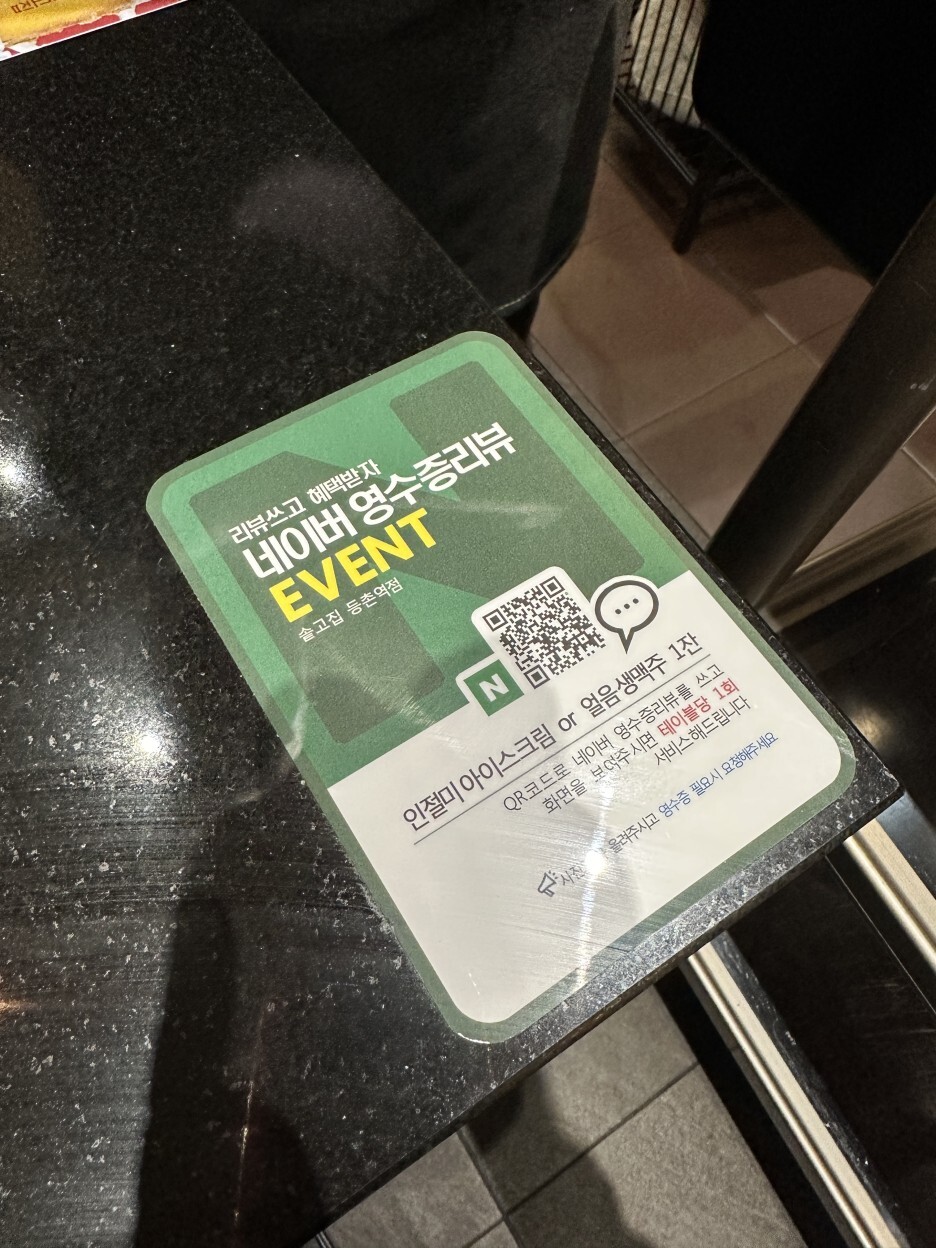 리뷰쓰고 혜택받자
네이버 영수증리뷰
EVENT
솥고집 등촌역점
N
인절미아이스크림 or 얼음생맥주 1잔
QR코드로 네이버 영수증리뷰를 쓰고
화면을 보여주시면 테이블당 1회
서비스해드립니다
올려주시고 영수증 필요시 요청해주세요